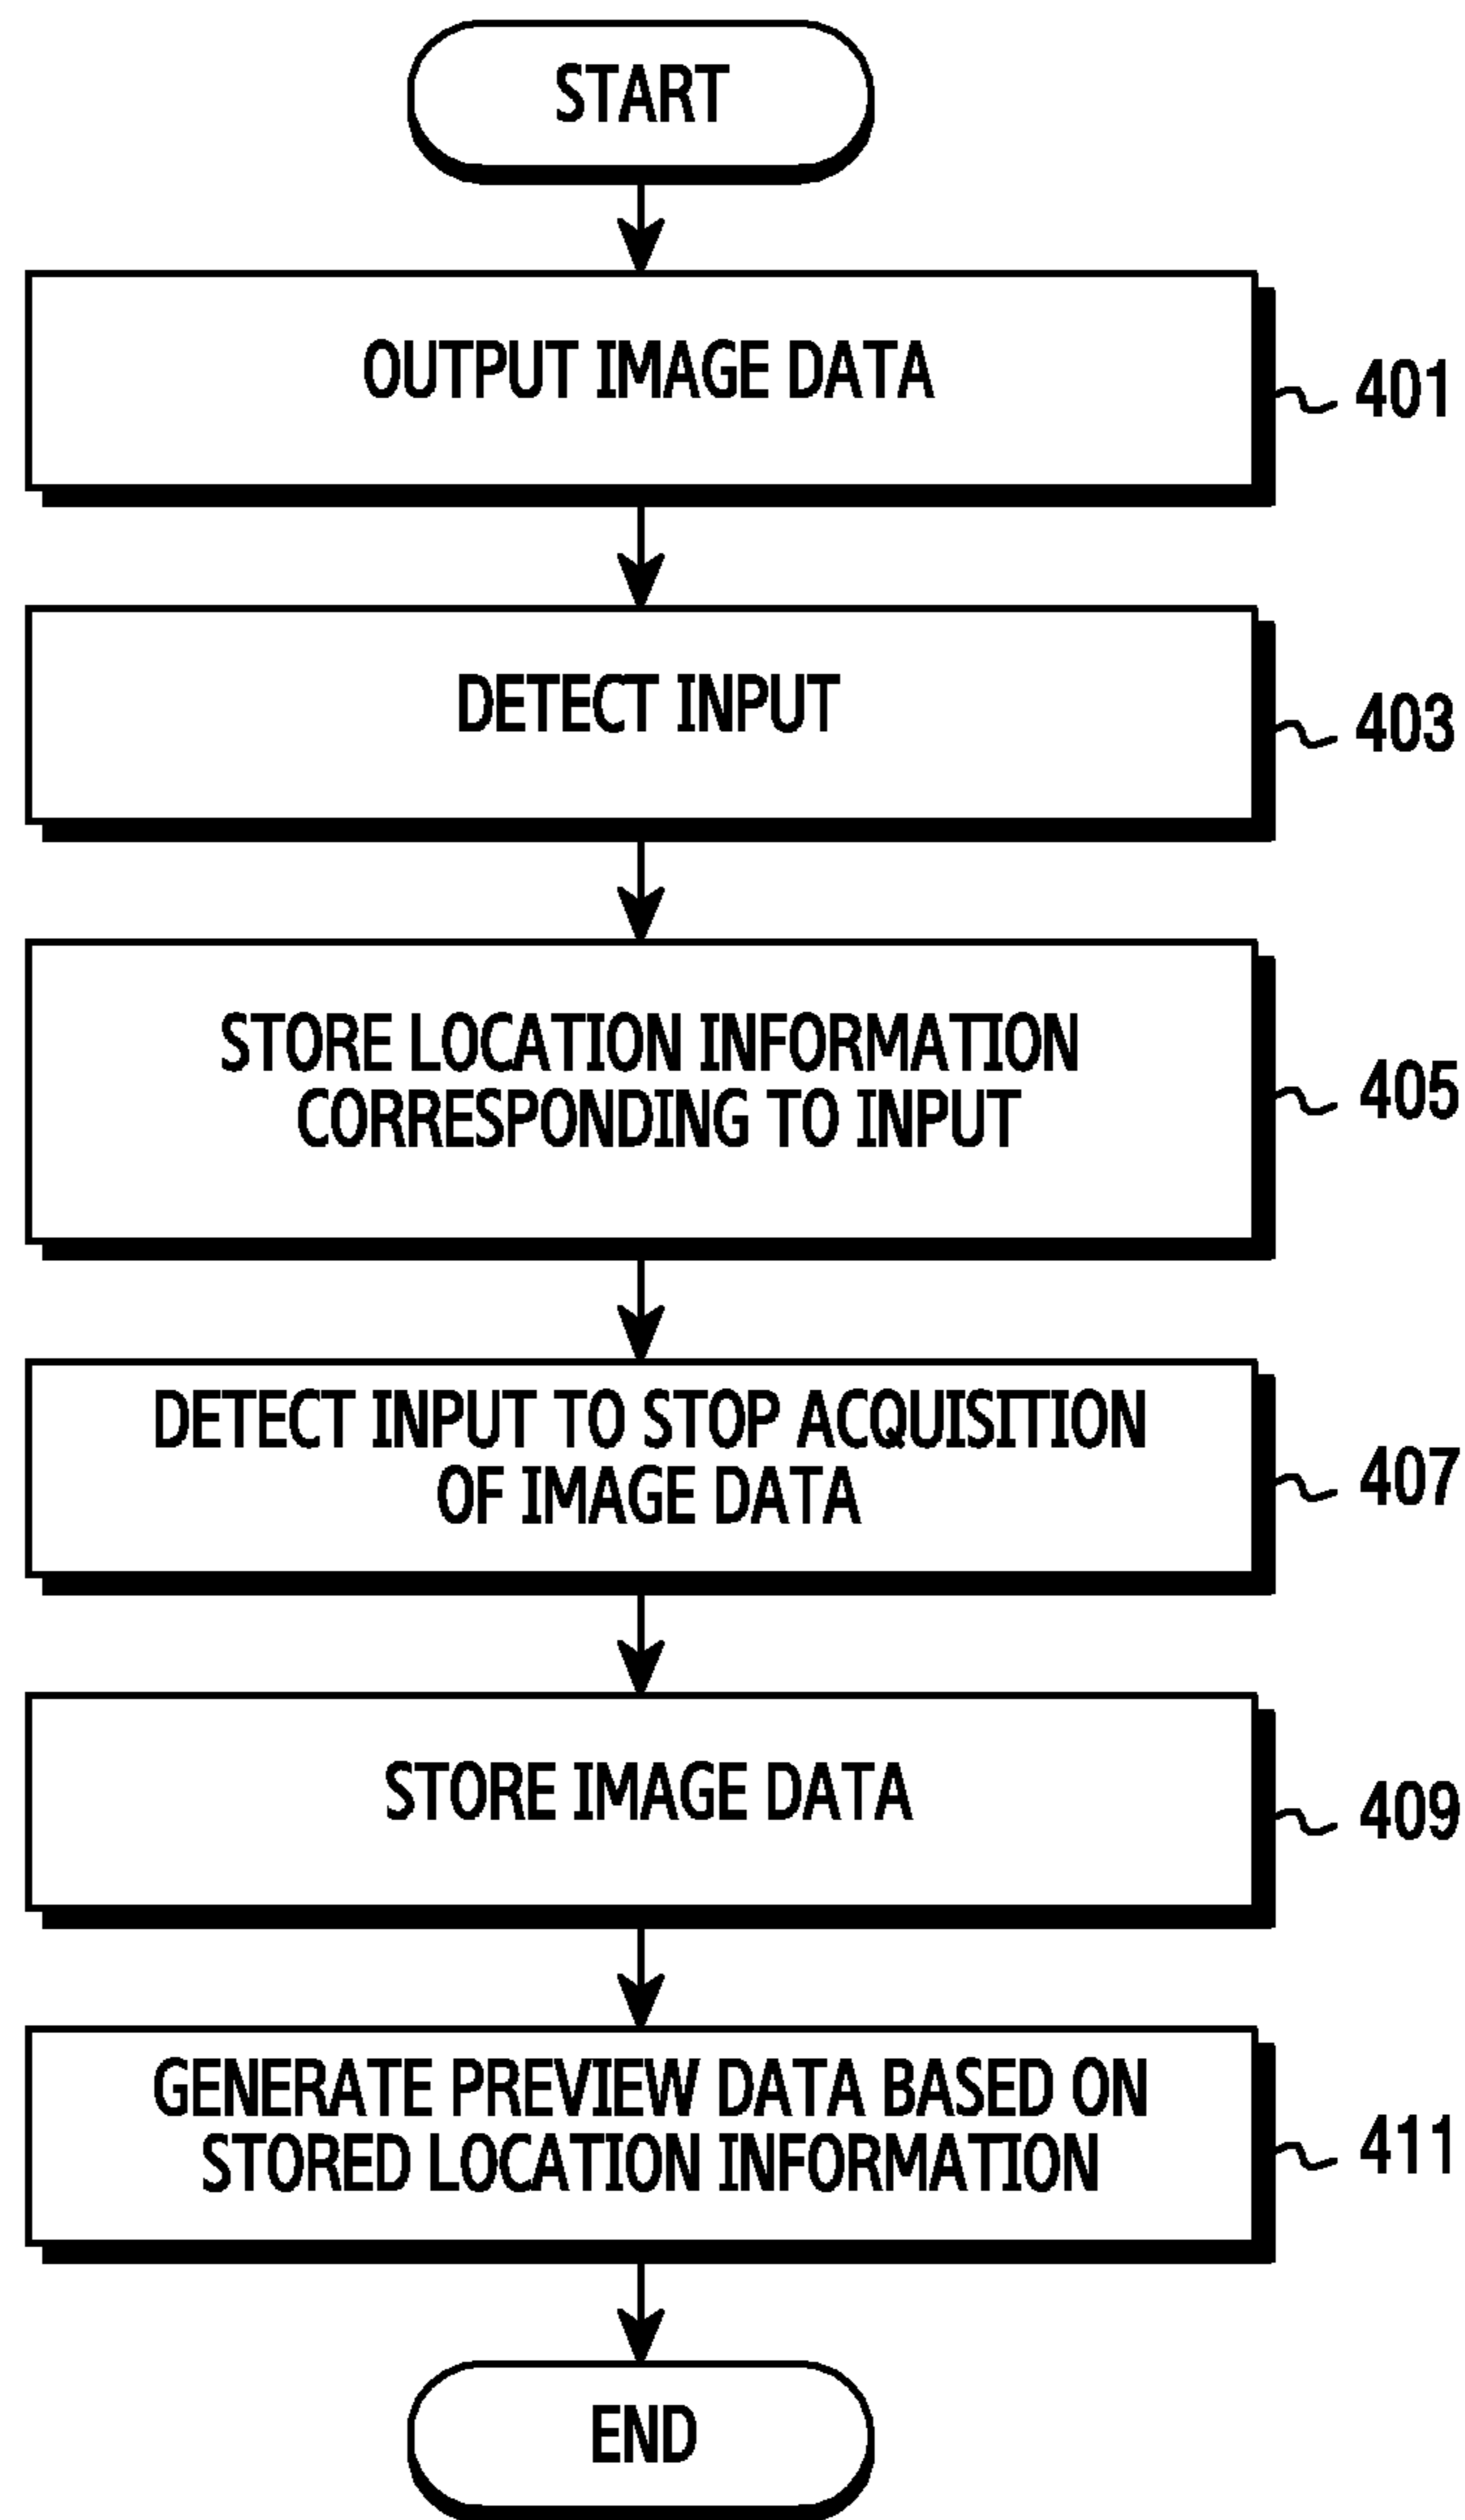 START
OUTPUT IMAGE DATA
401
DETECT INPUT
403
STORE LOCATION INFORMATION
CORRESPONDING TO INPUT
405
DETECT INPUT TO STOP ACQUISITION
OF IMAGE DATA
407
STORE IMAGE DATA
409
GENERATE PREVIEW DATA BASED ON
STORED LOCATION INFORMATION
411
END